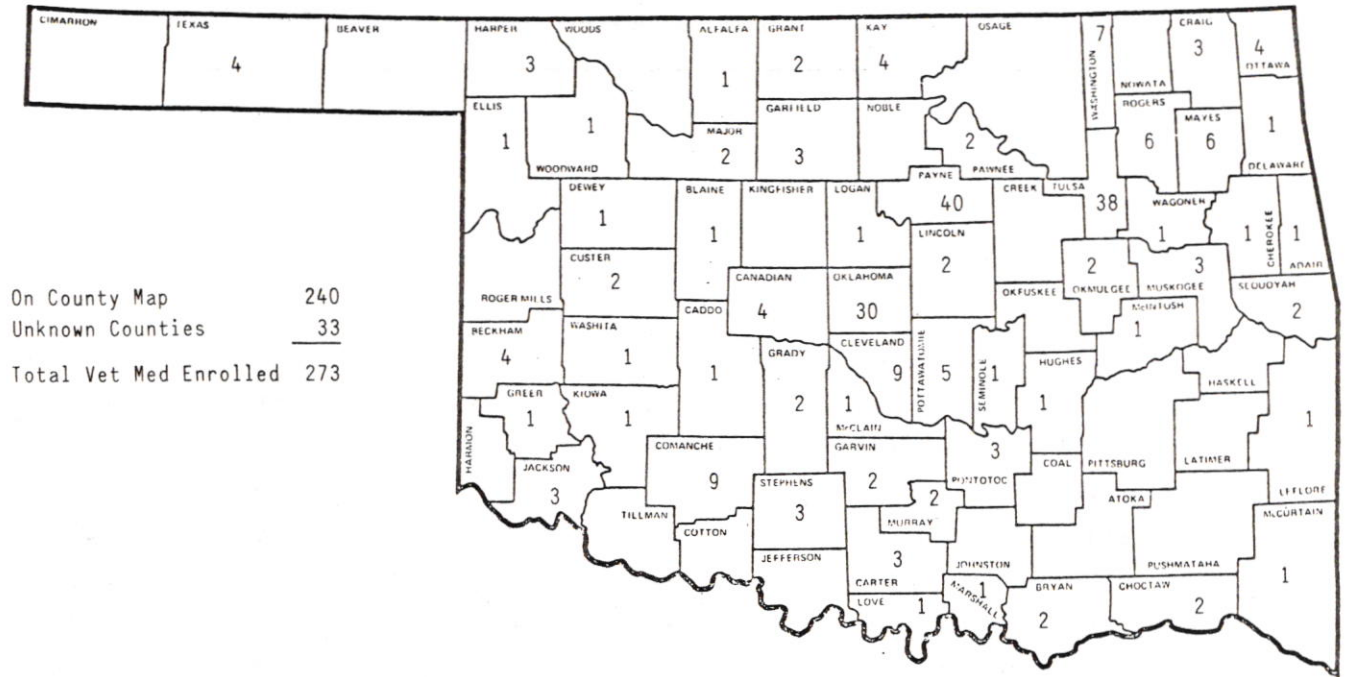 CIMARRON
TEXAS
4
BEAVER
HARPER
3
WOODS
ALFALFA
1
GRANT
2
KAY
4
OSAGE
WASHINGTON
7
NOWATA
CRAIG
3
OTTAWA
4
ELLIS
1
WOODWARD
1
MAJOR
2
GARFIELD
3
NOBLE
PAWNEE
2
ROGERS
6
MAYES
6
DELAWARE
1
DEWEY
1
BLAINE
1
KINGFISHER
LOGAN
1
PAYNE
40
CREEK
TULSA
38
WAGONER
1
CHEROKEE
1
ADAIR
1
LINCOLN
2
CUSTER
2
ROGER MILLS
CANADIAN
4
OKLAHOMA
30
OKFUSKEE
OKMULGEE
2
MUSKOGEE
3
SEQUOYAH
2
McINTOSH
1
On County Map 240
Unknown Counties 33
Total Vet Med Enrolled 273
BECKHAM
4
WASHITA
1
CADDO
1
GRADY
2
CLEVELAND
9
McCLAIN
1
POTTAWATOMIE
5
SEMINOLE
1
HUGHES
1
HASKELL
GREER
1
KIOWA
1
HARMON
JACKSON
3
COMANCHE
9
GARVIN
2
PONTOTOC
3
COAL
PITTSBURG
LATIMER
LEFLORE
1
TILLMAN
COTTON
STEPHENS
3
MURRAY
2
ATOKA
McCURTAIN
1
JEFFERSON
CARTER
3
JOHNSTON
PUSHMATAHA
LOVE
1
MARSHALL
1
BRYAN
2
CHOCTAW
2